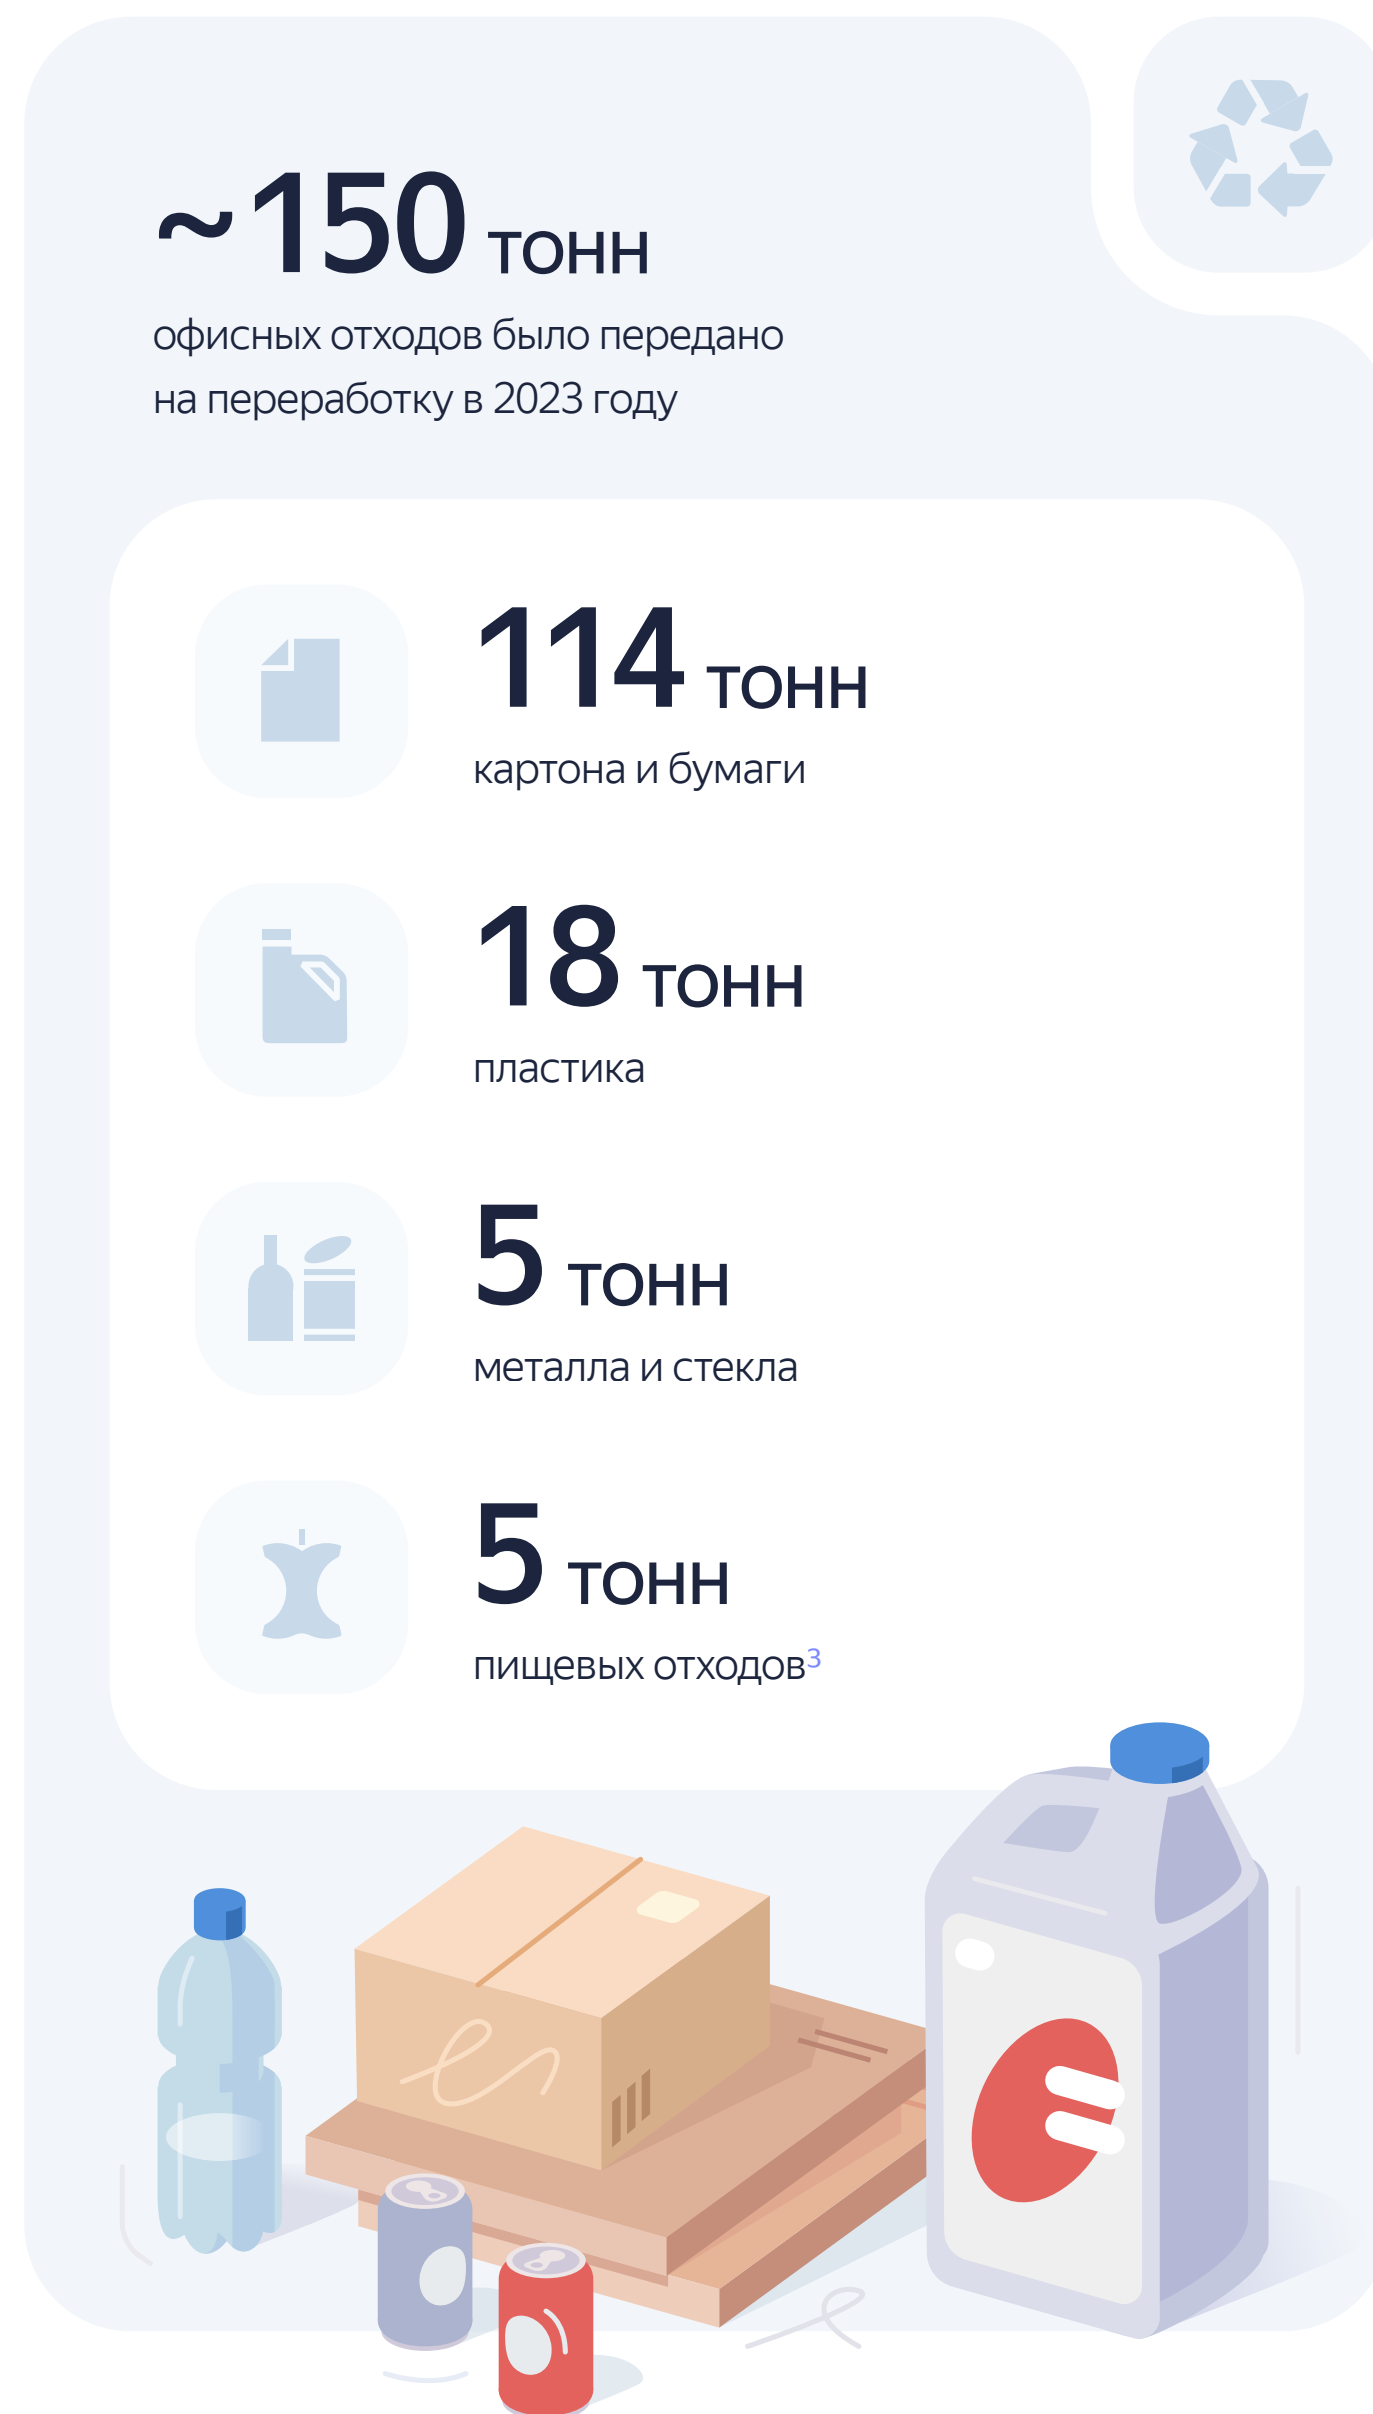 ~150 тонн
офисных отходов было передано
на переработку в 2023 году
114 тонн
картона и бумаги
18 тонн
пластика
5 тонн
металла и стекла
5 тонн
пищевых отходов³